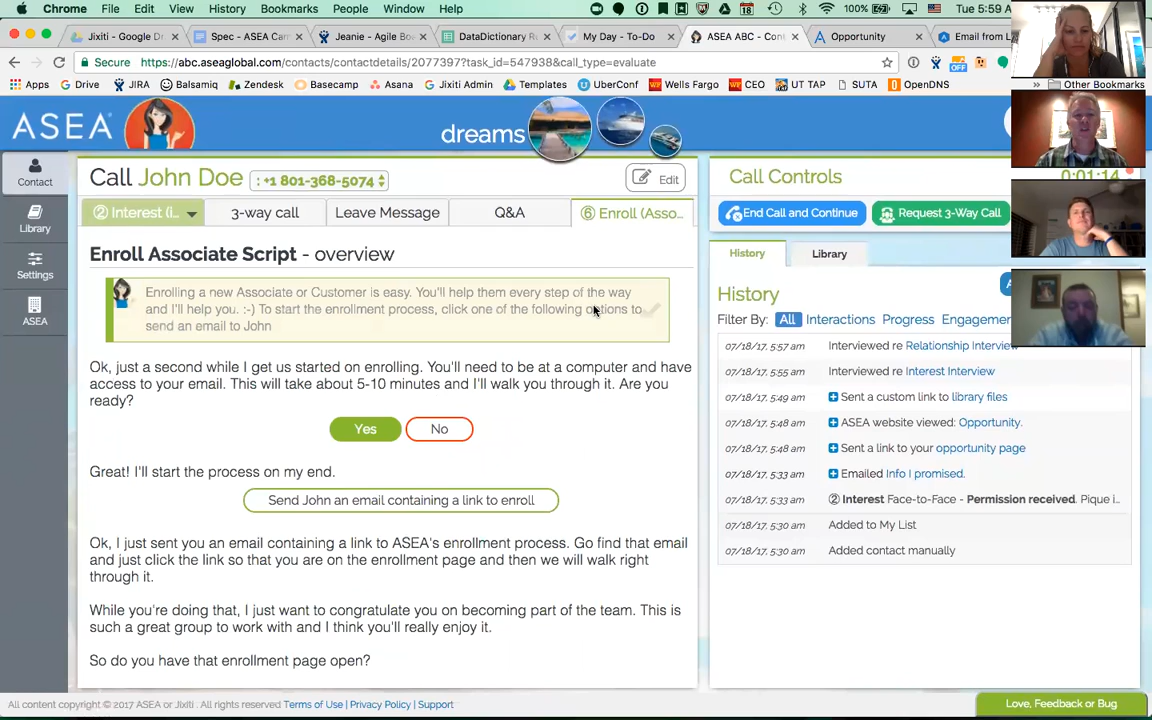 Chrome File Edit View History Bookmarks People Window Help 18 100% Tue 5:59 A
Jixiti - Google Dr Spec - ASEA Can Jeanie - Agile Bo DataDictionary R My Day - To-Do ASEA ABC - Con Opportunity Email from L
Secure https://abc.aseaglobal.com/contacts/contactdetails/2077397?task_id=547938&call_type=evaluate
Apps Drive JIRA Balsamiq Zendesk Basecamp Asana Jixiti Admin Templates UberConf Wells Fargo CEO UT TAP SUTA OpenDNS » Other Bookmarks
ASEA
dreams
Contact
Library
Settings
ASEA
Call John Doe : +1 801-368-5074
Edit
② Interest (i... 3-way call Leave Message Q&A ⑥ Enroll (Asso...
Enroll Associate Script - overview
Enrolling a new Associate or Customer is easy. You'll help them every step of the way
and I'll help you. :-) To start the enrollment process, click one of the following options to
send an email to John
Ok, just a second while I get us started on enrolling. You'll need to be at a computer and have
access to your email. This will take about 5-10 minutes and I'll walk you through it. Are you
ready?
Yes No
Great! I'll start the process on my end.
Send John an email containing a link to enroll
Ok, I just sent you an email containing a link to ASEA's enrollment process. Go find that email
and just click the link so that you are on the enrollment page and then we will walk right
through it.
While you're doing that, I just want to congratulate you on becoming part of the team. This is
such a great group to work with and I think you'll really enjoy it.
So do you have that enrollment page open?
Call Controls 0:01:14
End Call and Continue Request 3-Way Call
History Library
History
Filter By: All Interactions Progress Engagemen
07/18/17, 5:57 am Interviewed re Relationship Interview
07/18/17, 5:55 am Interviewed re Interest Interview
07/18/17, 5:49 am Sent a custom link to library files
07/18/17, 5:48 am ASEA website viewed: Opportunity.
07/18/17, 5:48 am Sent a link to your opportunity page
07/18/17, 5:33 am Emailed Info I promised.
07/18/17, 5:33 am ② Interest Face-to-Face - Permission received. Pique i...
07/18/17, 5:30 am Added to My List
07/18/17, 5:30 am Added contact manually
All content copyright © 2017 ASEA or Jixiti . All rights reserved Terms of Use | Privacy Policy | Support
Love, Feedback or Bug